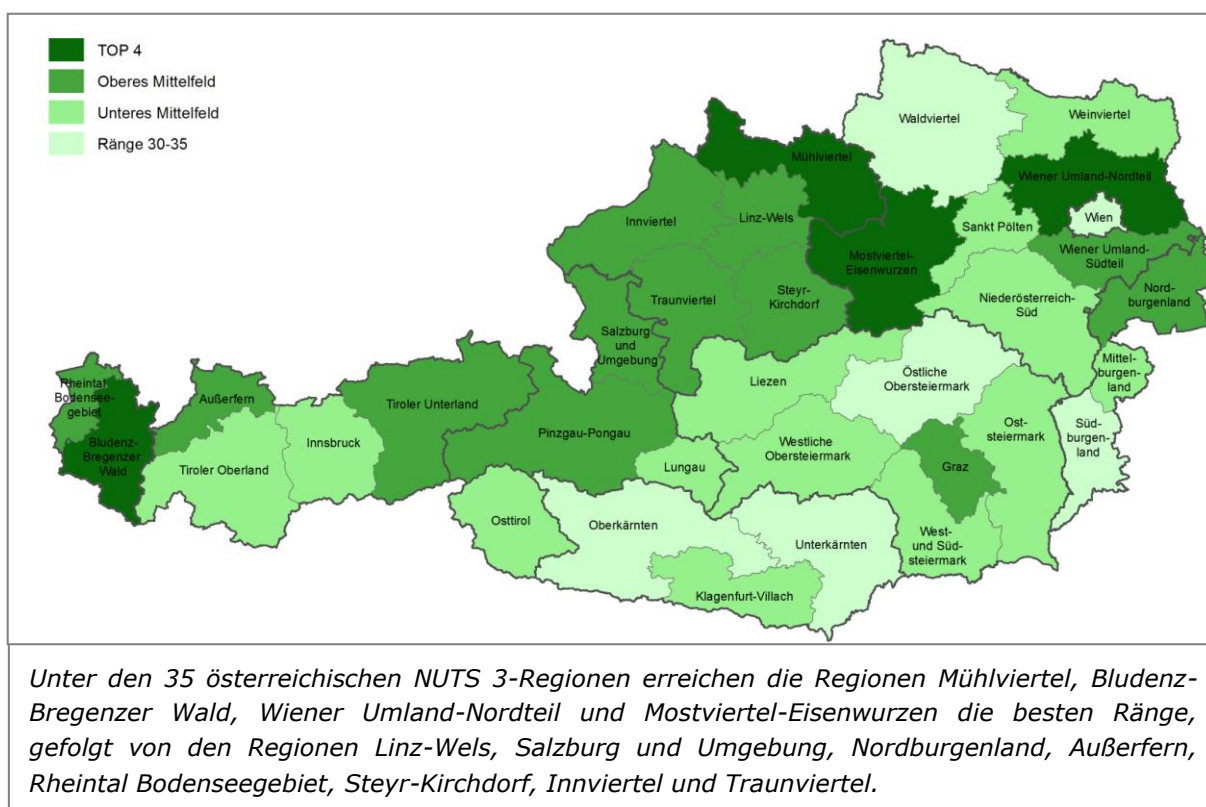 TOP 4
Oberes Mittelfeld
Unteres Mittelfeld
Ränge 30-35
Waldviertel
Weinviertel
Mühlviertel
Wiener Umland-Nordteil
Innviertel
Linz-Wels
Wien
Sankt Pölten
Mostviertel-
Eisenwurzen
Wiener Umland-
Südteil
Traunviertel
Steyr-
Kirchdorf
Niederösterreich-
Süd
Nord-
burgenland
Salzburg
und
Umgebung
Mittel-
burgen-
land
Rheintal
Bodensee-
gebiet
Außerfern
Tiroler Unterland
Liezen
Östliche
Obersteiermark
Bludenz-
Bregenzer
Wald
Innsbruck
Pinzgau-Pongau
Ost-
steiermark
Süd-
burgen-
land
Tiroler Oberland
Westliche
Obersteiermark
Lungau
Graz
Osttirol
Oberkärnten
Unterkärnten
West-
und Süd-
steiermark
Klagenfurt-Villach
Unter den 35 österreichischen NUTS 3-Regionen erreichen die Regionen Mühlviertel, Bludenz-
Bregenzer Wald, Wiener Umland-Nordteil und Mostviertel-Eisenwurzen die besten Ränge,
gefolgt von den Regionen Linz-Wels, Salzburg und Umgebung, Nordburgenland, Außerfern,
Rheintal Bodenseegebiet, Steyr-Kirchdorf, Innviertel und Traunviertel.